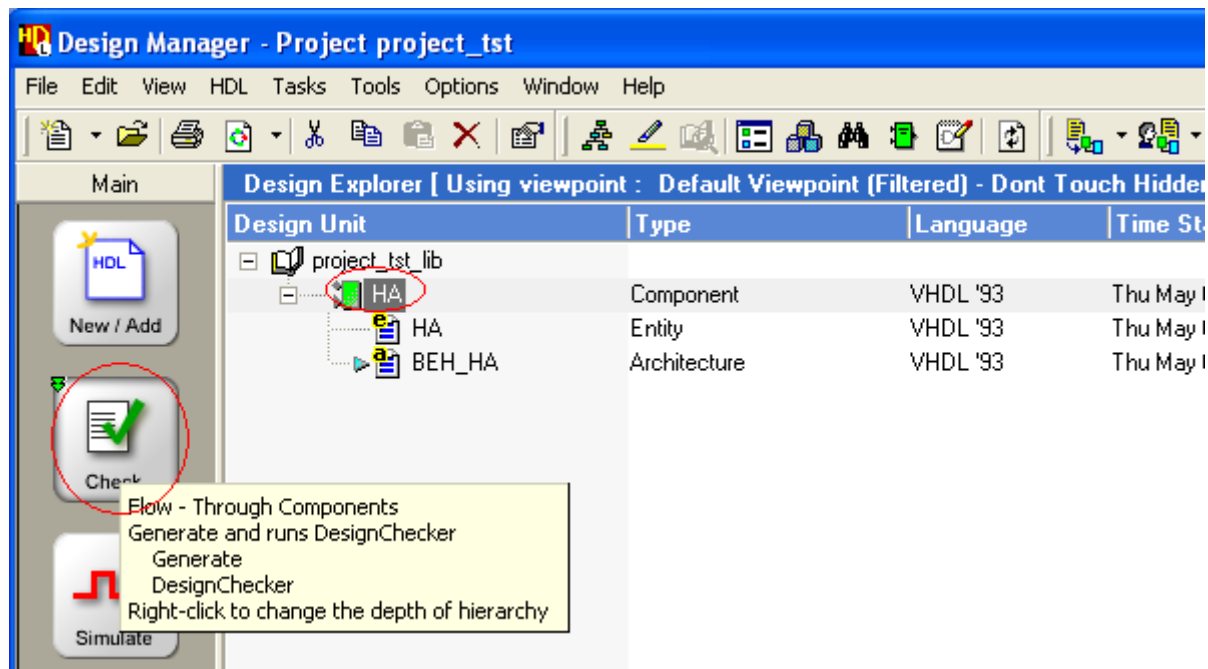 Design Manager - Project project_tst
File Edit View HDL Tasks Tools Options Window Help
Main
Design Explorer [ Using viewpoint : Default Viewpoint (Filtered) - Dont Touch Hidden
Design Unit Type Language Time St
project_tst_lib
HA Component VHDL '93 Thu May
HA Entity VHDL '93 Thu May
BEH_HA Architecture VHDL '93 Thu May
HDL
New / Add
Check
Flow - Through Components
Generate and runs DesignChecker
Generate
DesignChecker
Right-click to change the depth of hierarchy
Simulate